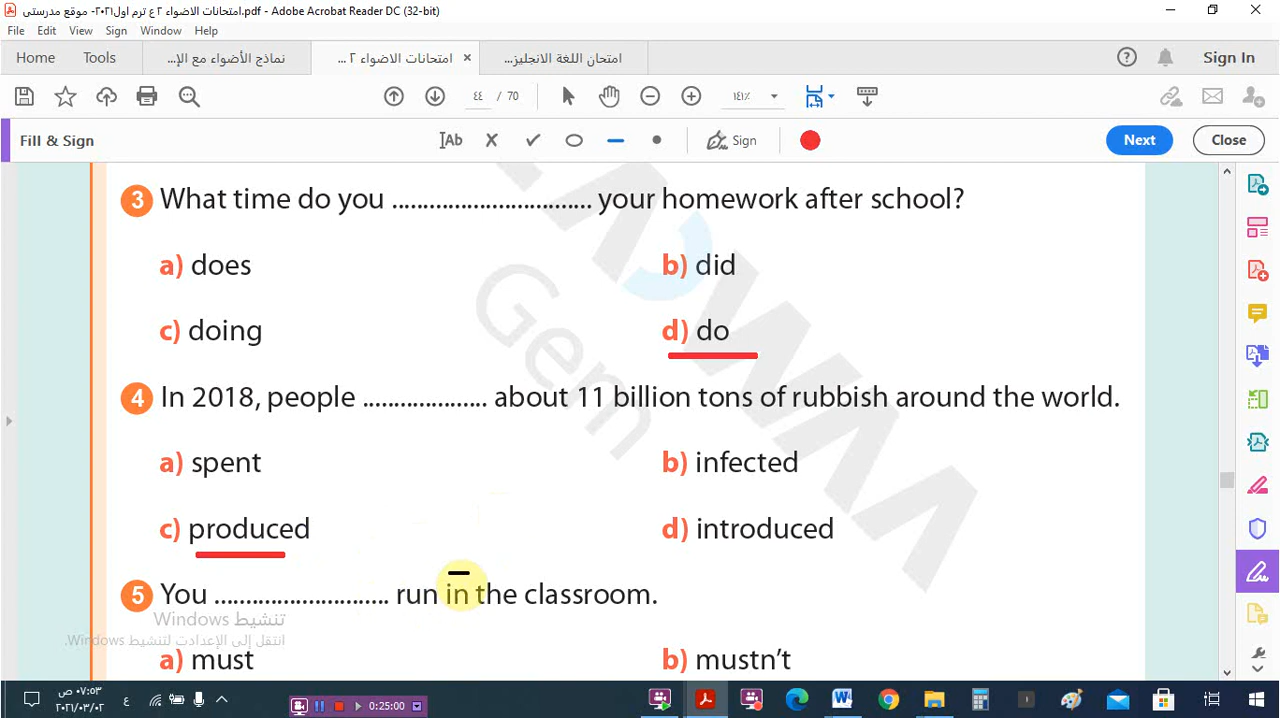 امتحانات الاضواء ٢ ع ترم اول٢٠٢١- موقع مدرستى.pdf - Adobe Acrobat Reader DC (32-bit)
File Edit View Sign Window Help
Home Tools نماذج الأضواء مع الإ... امتحانات الاضواء ٢ ... امتحان اللغة الانجليز... Sign In
٤٤ / 70 ١٤١٪
Fill & Sign Ab Sign Next Close
3 What time do you ................................ your homework after school?
a) does b) did
c) doing d) do
4 In 2018, people .................... about 11 billion tons of rubbish around the world.
a) spent b) infected
c) produced d) introduced
5 You ............................ run in the classroom.
تنشيط Windows
انتقل إلى الإعدادات لتنشيط Windows.
a) must b) mustn't
LADWAA
Gem
٠٧:٥٣ ص
٢٠٢١/٠٣/٠٢
ع
0:25:00